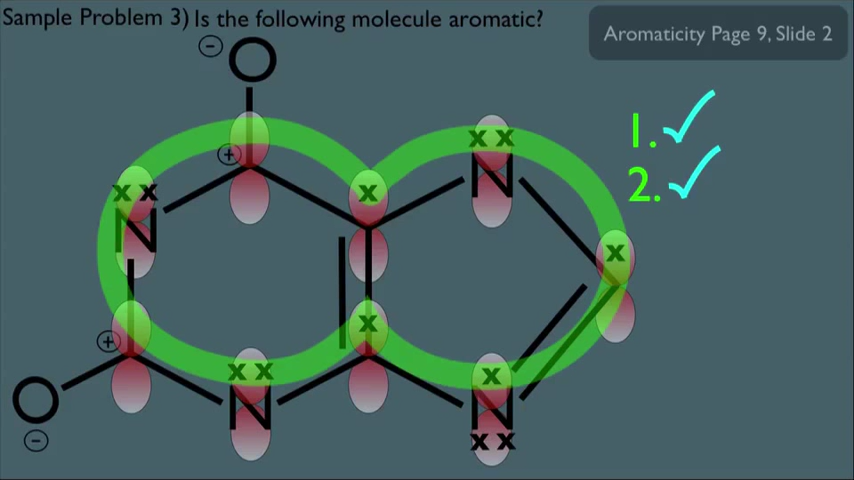 Sample Problem 3) Is the following molecule aromatic?
Aromaticity Page 9, Slide 2
⊖
O
1. ✓
x x
N
⊕
x
2. ✓
x x
N
x
⊕
x
x x
N
x
N
x x
O
⊖